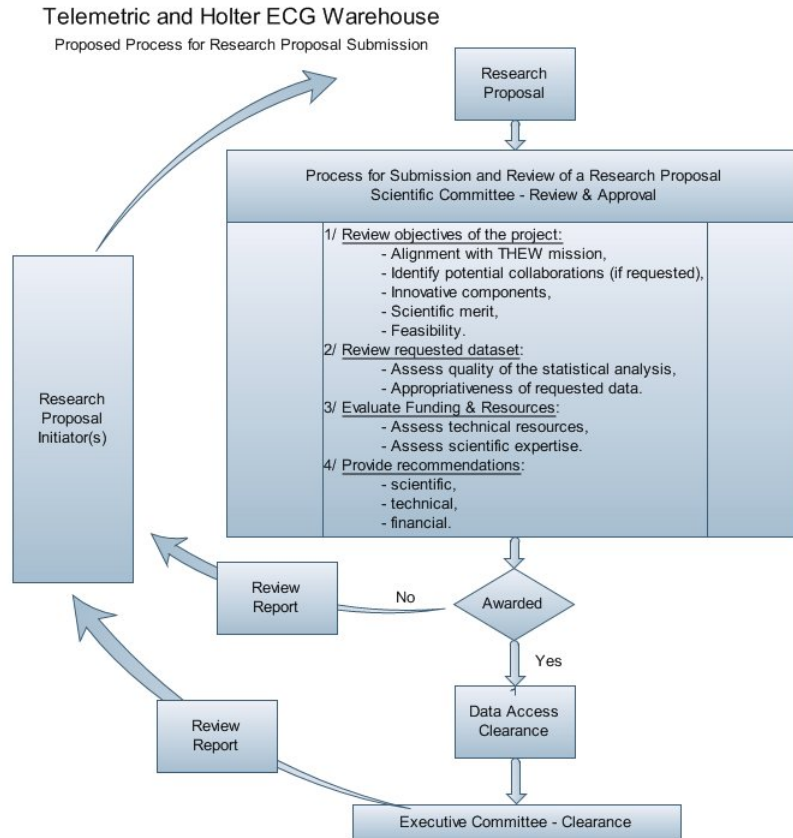 Telemetric and Holter ECG Warehouse
Proposed Process for Research Proposal Submission
Research
Proposal
Process for Submission and Review of a Research Proposal
Scientific Committee - Review & Approval
1/ Review objectives of the project:
- Alignment with THEW mission,
- Identify potential collaborations (if requested),
- Innovative components,
- Scientific merit,
- Feasibility.
2/ Review requested dataset:
- Assess quality of the statistical analysis,
- Appropriativeness of requested data.
3/ Evaluate Funding & Resources:
- Assess technical resources,
- Assess scientific expertise.
4/ Provide recommendations:
- scientific,
- technical,
- financial.
Research
Proposal
Initiator(s)
Awarded
No
Review
Report
Yes
Data Access
Clearance
Review
Report
Executive Committee - Clearance